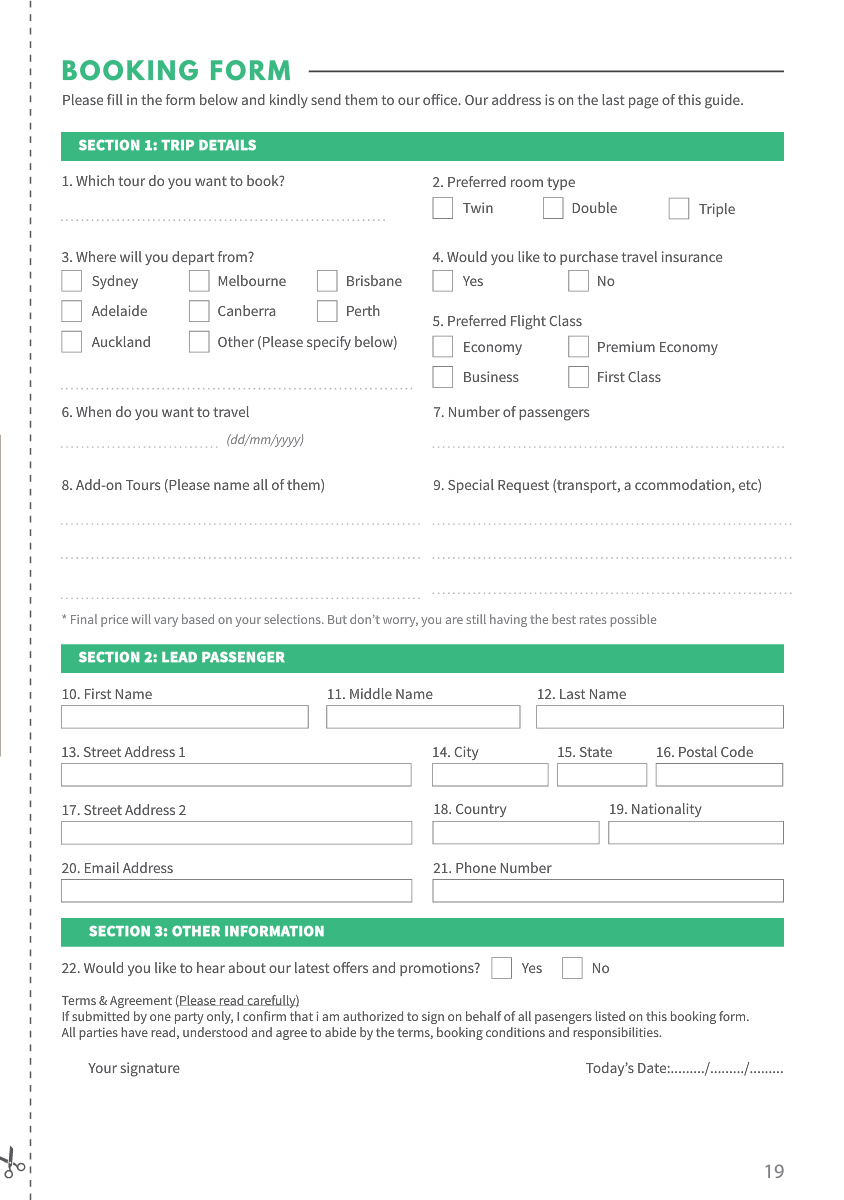 BOOKING FORM
Please fill in the form below and kindly send them to our office. Our address is on the last page of this guide.
SECTION 1: TRIP DETAILS
1. Which tour do you want to book?
2. Preferred room type
Twin Double Triple
3. Where will you depart from?
Sydney Melbourne Brisbane
Adelaide Canberra Perth
Auckland Other (Please specify below)
4. Would you like to purchase travel insurance
Yes No
5. Preferred Flight Class
Economy Premium Economy
Business First Class
6. When do you want to travel
(dd/mm/yyyy)
7. Number of passengers
8. Add-on Tours (Please name all of them)
9. Special Request (transport, a ccommodation, etc)
* Final price will vary based on your selections. But don't worry, you are still having the best rates possible
SECTION 2: LEAD PASSENGER
10. First Name 11. Middle Name 12. Last Name
13. Street Address 1 14. City 15. State 16. Postal Code
17. Street Address 2 18. Country 19. Nationality
20. Email Address 21. Phone Number
SECTION 3: OTHER INFORMATION
22. Would you like to hear about our latest offers and promotions? Yes No
Terms & Agreement (Please read carefully)
If submitted by one party only, I confirm that i am authorized to sign on behalf of all pasengers listed on this booking form.
All parties have read, understood and agree to abide by the terms, booking conditions and responsibilities.
Your signature Today's Date:........./........./.........
19